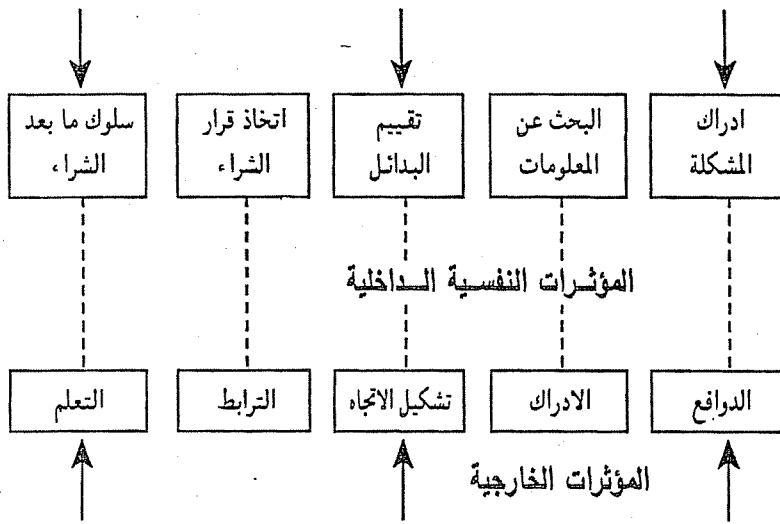 ادراك
المشكلة
البحث عن
المعلومات
تقييم
البدائل
اتخاذ قرار
الشراء
سلوك ما بعد
الشراء
المؤثرات النفسية الداخلية
الدوافع
الادراك
تشكيل الاتجاه
الترابط
التعلم
المؤثرات الخارجية